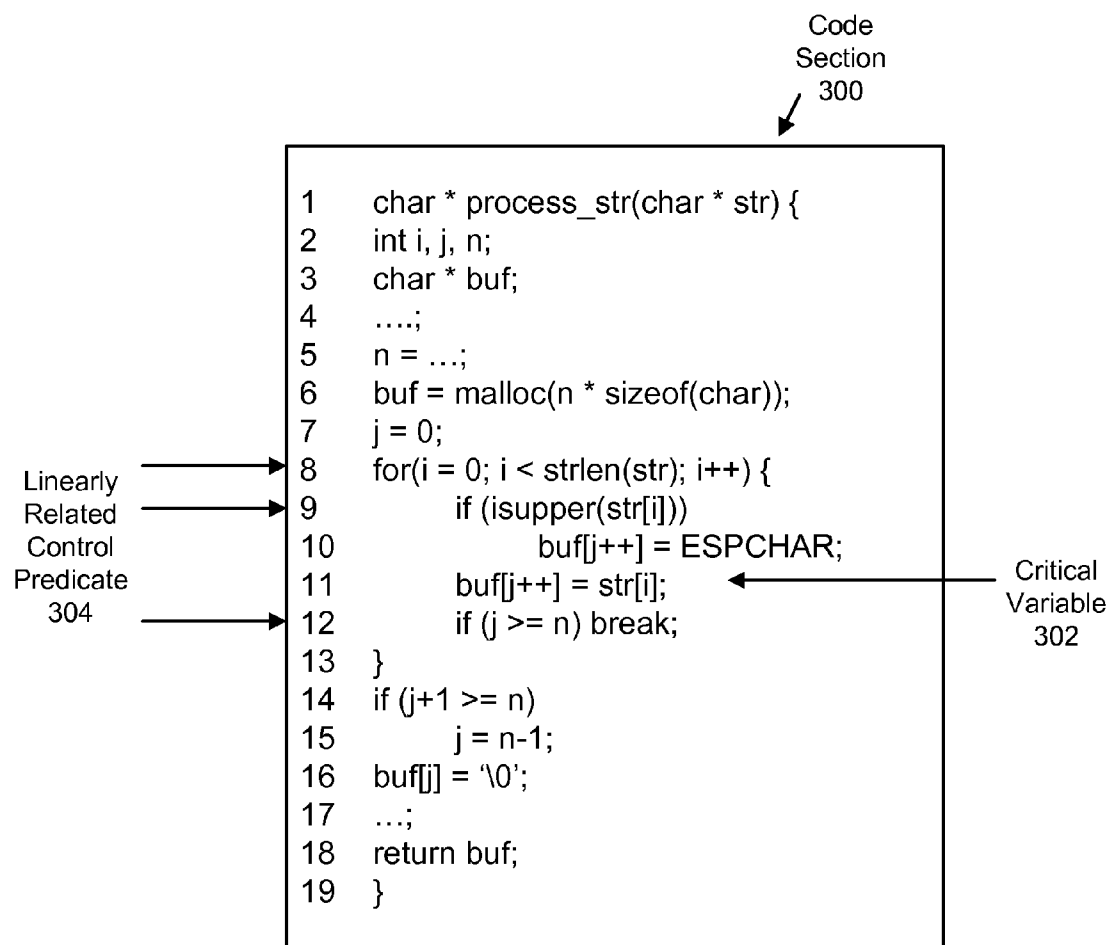 Code
Section
300
1 char * process_str(char * str) {
2 int i, j, n;
3 char * buf;
4 ….;
5 n = …;
6 buf = malloc(n * sizeof(char));
7 j = 0;
8 for(i = 0; i < strlen(str); i++) {
9 if (isupper(str[i]))
10 buf[j++] = ESPCHAR;
11 buf[j++] = str[i];
12 if (j >= n) break;
13 }
14 if (j+1 >= n)
15 j = n-1;
16 buf[j] = ‘\0’;
17 …;
18 return buf;
19 }
Linearly
Related
Control
Predicate
304
Critical
Variable
302